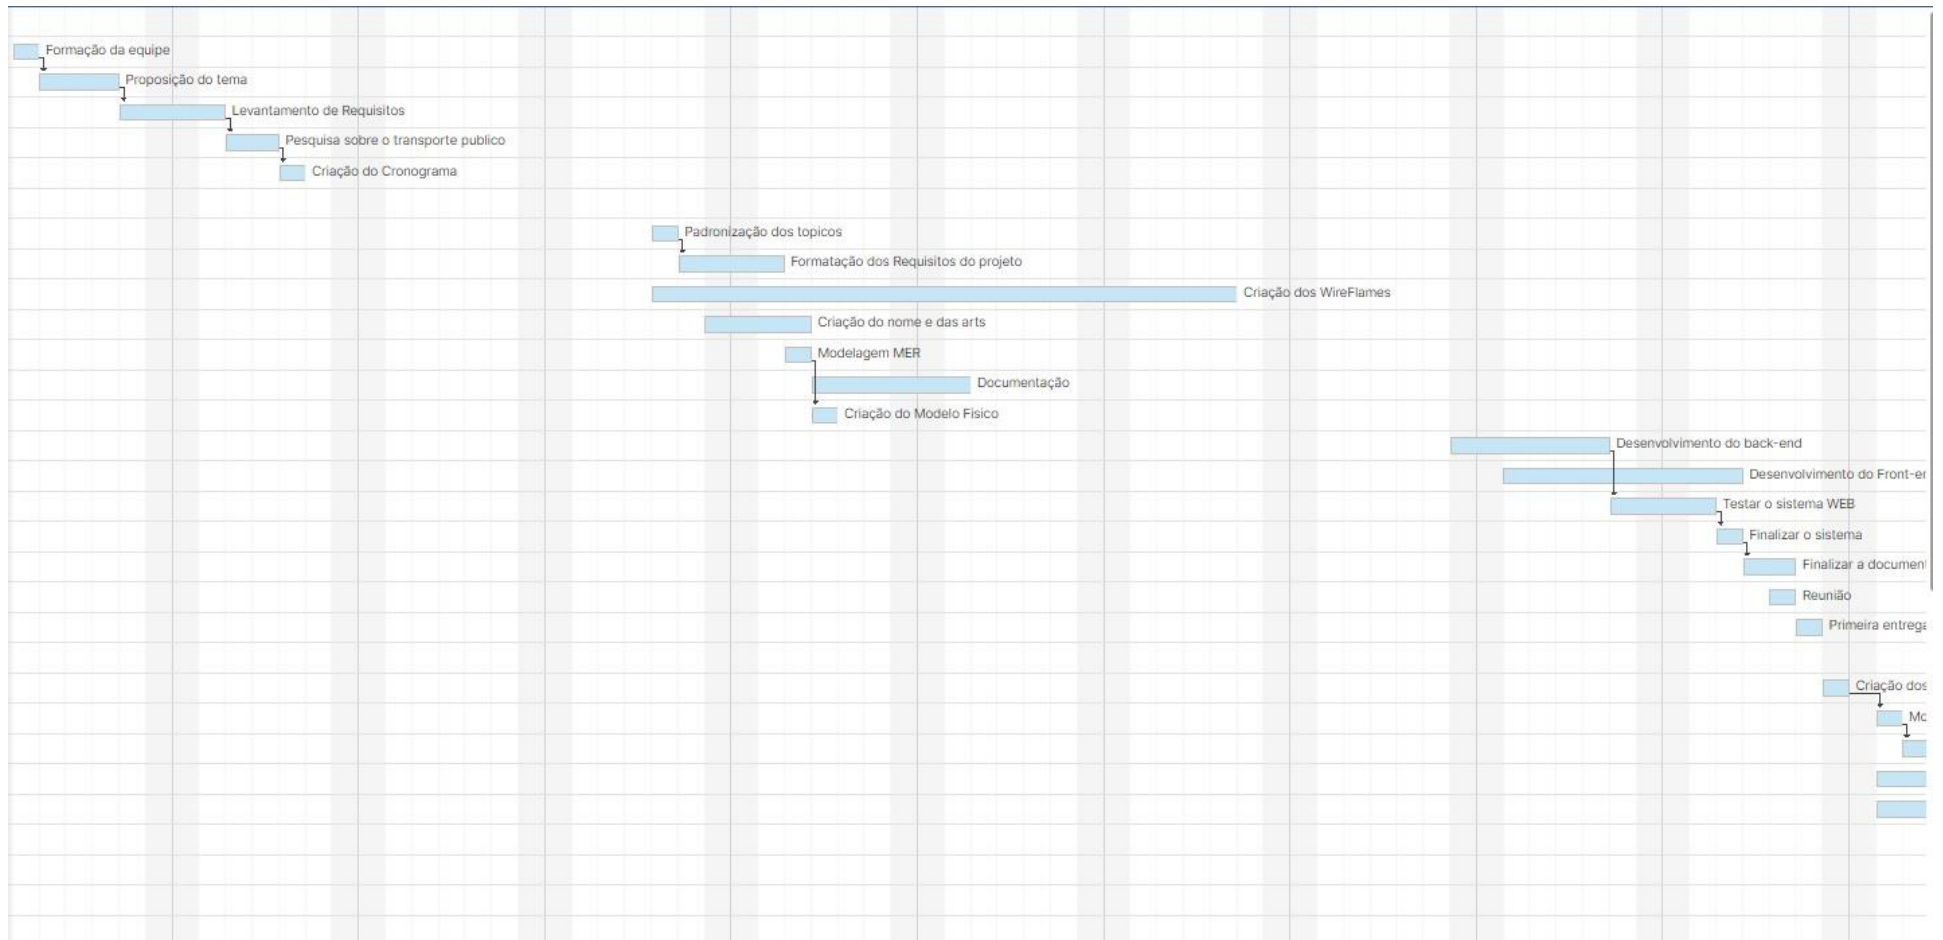 Formação da equipe
Proposição do tema
Levantamento de Requisitos
Pesquisa sobre o transporte publico
Criação do Cronograma
Padronização dos topicos
Formatação dos Requisitos do projeto
Criação dos WireFlames
Criação do nome e das arts
Modelagem MER
Documentação
Criação do Modelo Fisico
Desenvolvimento do back-end
Desenvolvimento do Front-er
Testar o sistema WEB
Finalizar o sistema
Finalizar a document
Reunião
Primeira entrega
Criação dos
Mo